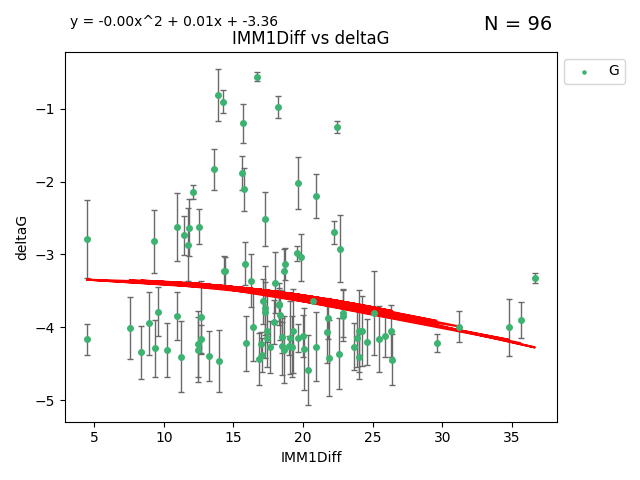 y = -0.00x^2 + 0.01x + -3.36
N = 96
IMM1Diff vs deltaG
G
deltaG
−1
−2
−3
−4
−5
5 10 15 20 25 30 35
IMM1Diff